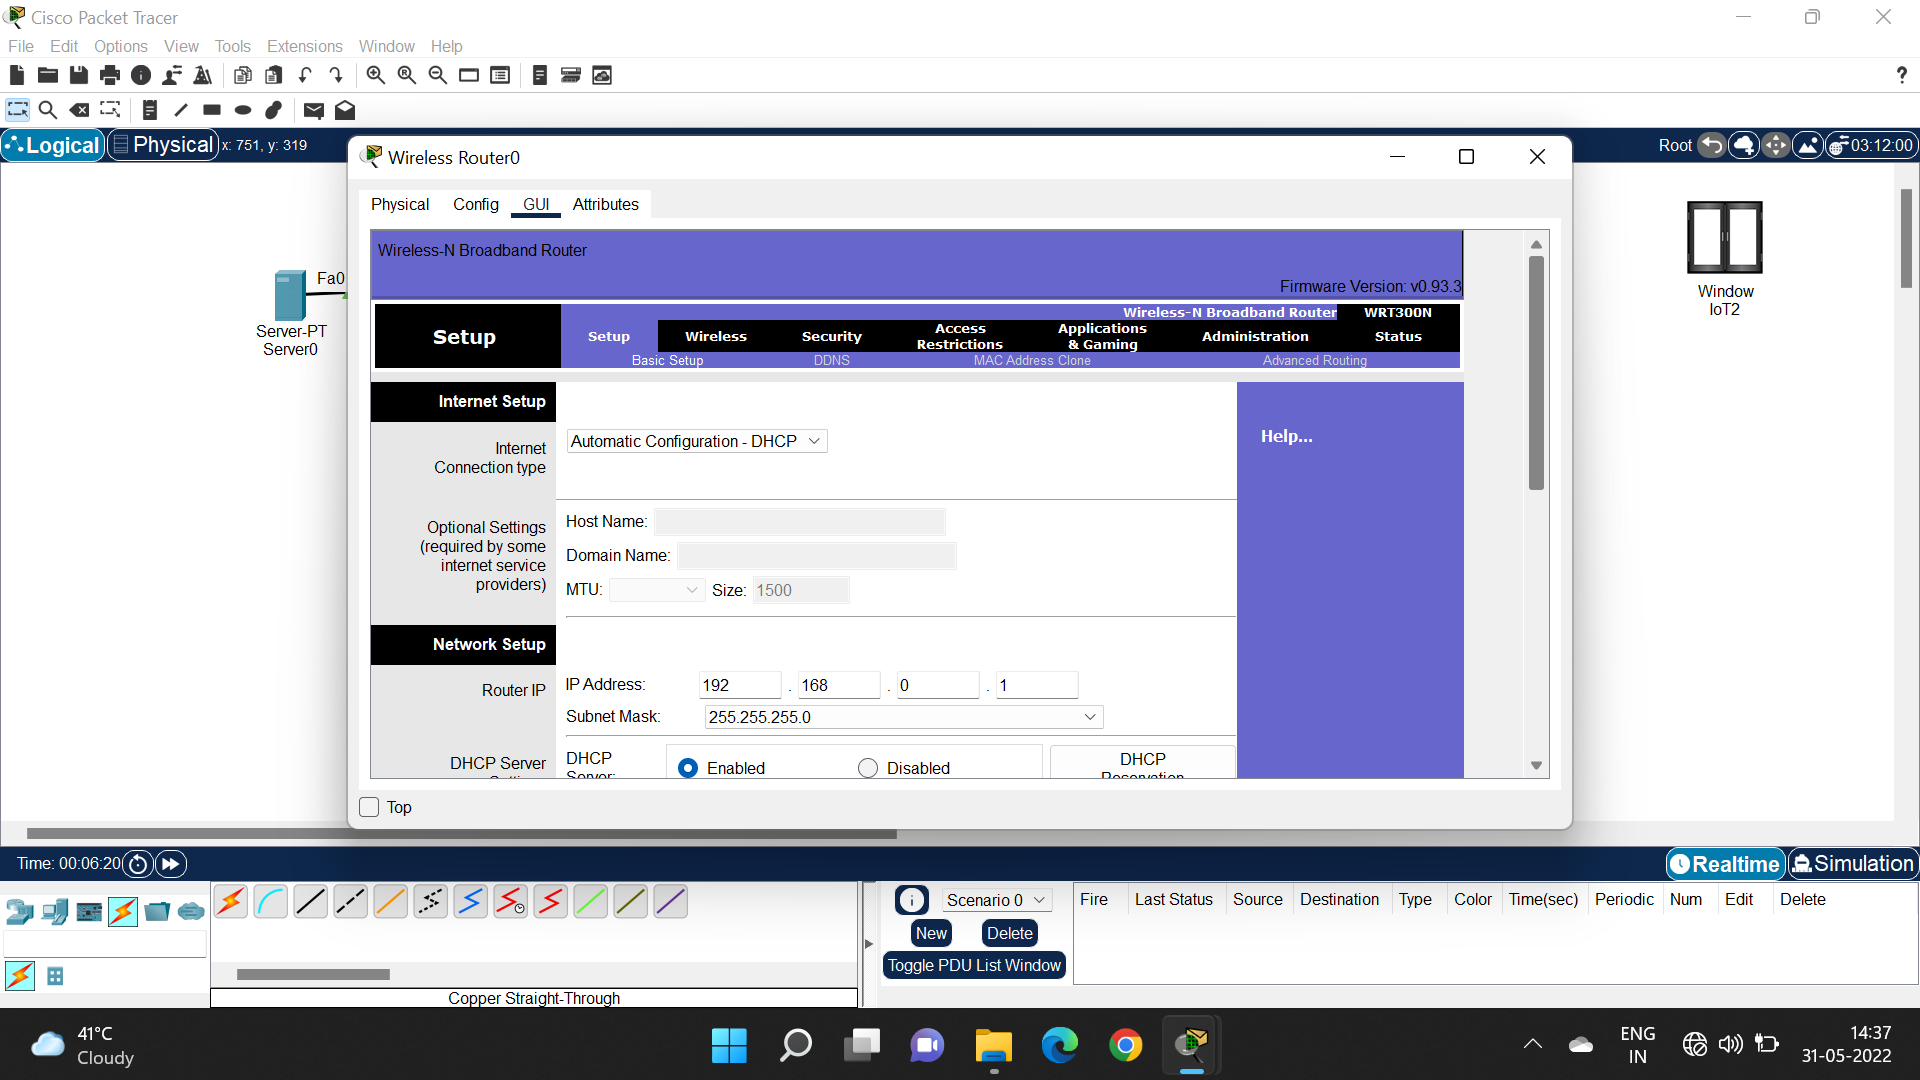 Cisco Packet Tracer
File Edit Options View Tools Extensions Window Help
?
Logical Physical x: 751, y: 319 Root 03:12:00
Wireless Router0
Physical Config GUI Attributes
Wireless-N Broadband Router
Firmware Version: v0.93.3
Wireless-N Broadband Router WRT300N
Setup
Setup Wireless Security Access Restrictions Applications & Gaming Administration Status
Basic Setup DDNS MAC Address Clone Advanced Routing
Internet Setup
Internet Connection type
Automatic Configuration - DHCP
Help...
Optional Settings
(required by some
internet service
providers)
Host Name:
Domain Name:
MTU: Size: 1500
Network Setup
Router IP
IP Address: 192 . 168 . 0 . 1
Subnet Mask: 255.255.255.0
DHCP Server
DHCP
Server:
Enabled Disabled
DHCP
Reservation
Top
Fa0
Server-PT
Server0
Window
IoT2
Time: 00:06:20 Realtime Simulation
Scenario 0
New Delete
Toggle PDU List Window
Fire Last Status Source Destination Type Color Time(sec) Periodic Num Edit Delete
Copper Straight-Through
41°C
Cloudy
ENG
IN
14:37
31-05-2022